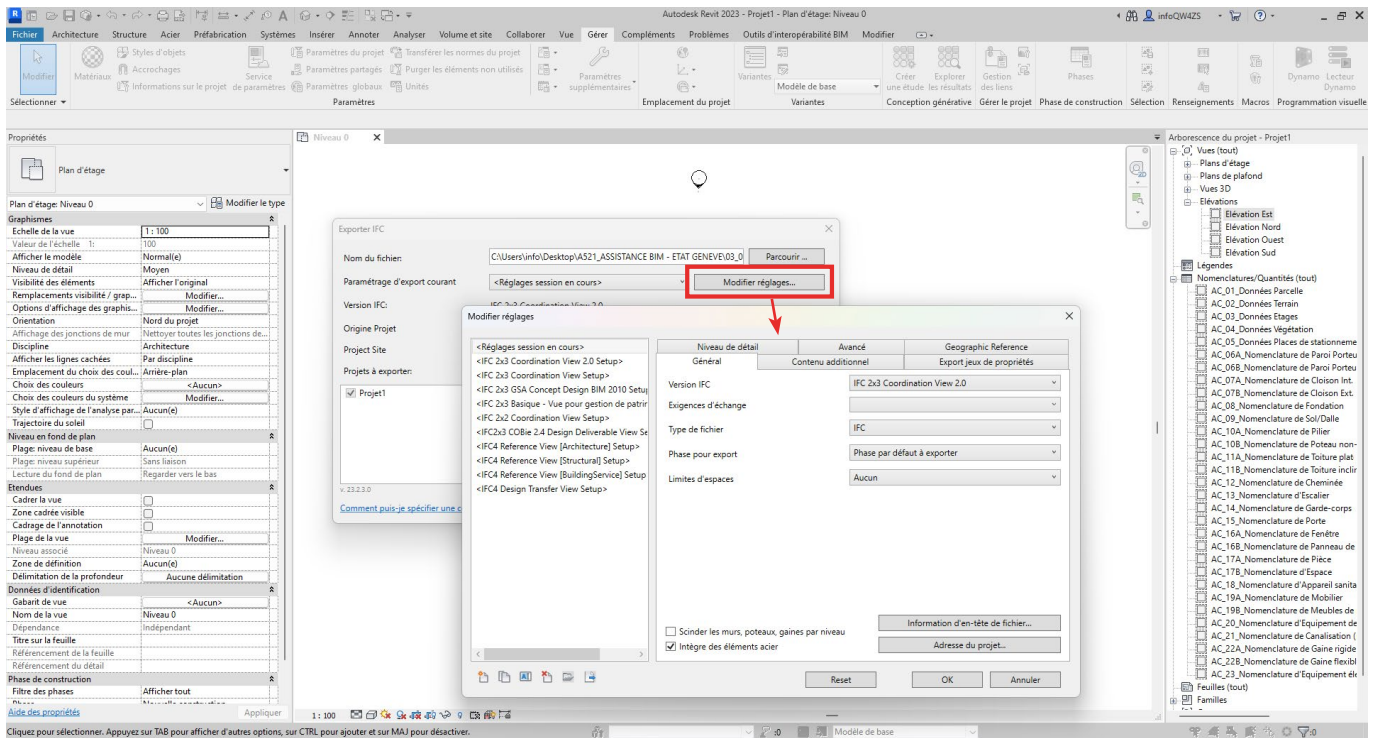 Autodesk Revit 2023 - Projet1 - Plan d'étage: Niveau 0
infoQW4ZS
Fichier Architecture Structure Acier Préfabrication Systèmes Insérer Annoter Analyser Volume et site Collaborer Vue Gérer Compléments Problèmes Outils d'interopérabilité BIM Modifier
Modifier
Matériaux
Styles d'objets
Accrochages
Informations sur le projet
Service de paramètres
Paramètres du projet
Paramètres partagés
Paramètres globaux
Transférer les normes du projet
Purger les éléments non utilisés
Unités
Paramètres supplémentaires
Variantes
Modèle de base
Créer une étude
Explorer les résultats
Gestion des liens
Phases
Dynamo
Lecteur Dynamo
Sélectionner Paramètres Emplacement du projet Variantes Conception générative Gérer le projet Phase de construction Sélection Renseignements Macros Programmation visuelle
Propriétés
Plan d'étage
Plan d'étage: Niveau 0 Modifier le type
Graphismes
Echelle de la vue 1 : 100
Valeur de l'échelle 1: 100
Afficher le modèle Normal(e)
Niveau de détail Moyen
Visibilité des éléments Afficher l'original
Remplacements visibilité / grap... Modifier...
Options d'affichage des graphis... Modifier...
Orientation Nord du projet
Affichage des jonctions de mur Nettoyer toutes les jonctions de...
Discipline Architecture
Afficher les lignes cachées Par discipline
Emplacement du choix des coul... Arrière-plan
Choix des couleurs <Aucun>
Choix des couleurs du système Modifier...
Style d'affichage de l'analyse par... Aucun(e)
Trajectoire du soleil
Niveau en fond de plan
Plage: niveau de base Aucun(e)
Plage: niveau supérieur Sans liaison
Lecture du fond de plan Regarder vers le bas
Etendues
Cadrer la vue
Zone cadrée visible
Cadrage de l'annotation
Plage de la vue Modifier...
Niveau associé Niveau 0
Zone de définition Aucun(e)
Délimitation de la profondeur Aucune délimitation
Données d'identification
Gabarit de vue <Aucun>
Nom de la vue Niveau 0
Dépendance Indépendant
Titre sur la feuille
Référencement de la feuille
Référencement du détail
Phase de construction
Filtre des phases Afficher tout
Aide des propriétés Appliquer
Niveau 0
Exporter IFC
Nom du fichier: C:\Users\info\Desktop\A521_ASSISTANCE BIM - ETAT GENEVE\03_0 Parcourir ...
Paramétrage d'export courant <Réglages session en cours> Modifier réglages...
Version IFC: IFC 2x3 Coordination View 2.0
Origine Projet
Project Site
Projets à exporter:
Projet1
v. 23.2.3.0
Comment puis-je spécifier une c
Modifier réglages
<Réglages session en cours>
<IFC 2x3 Coordination View 2.0 Setup>
<IFC 2x3 Coordination View Setup>
<IFC 2x3 GSA Concept Design BIM 2010 Setup
<IFC 2x3 Basique - Vue pour gestion de patrir
<IFC 2x2 Coordination View Setup>
<IFC2x3 COBie 2.4 Design Deliverable View Se
<IFC4 Reference View [Architecture] Setup>
<IFC4 Reference View [Structural] Setup>
<IFC4 Reference View [BuildingService] Setup
<IFC4 Design Transfer View Setup>
Niveau de détail Avancé Geographic Reference
Général Contenu additionnel Export jeux de propriétés
Version IFC IFC 2x3 Coordination View 2.0
Exigences d'échange
Type de fichier IFC
Phase pour export Phase par défaut à exporter
Limites d'espaces Aucun
Information d'en-tête de fichier...
Scinder les murs, poteaux, gaines par niveau
Intègre des éléments acier
Adresse du projet...
Reset OK Annuler
Arborescence du projet - Projet1
Vues (tout)
Plans d'étage
Plans de plafond
Vues 3D
Elévations
Elévation Est
Elévation Nord
Elévation Ouest
Elévation Sud
Légendes
Nomenclatures/Quantités (tout)
AC_01_Données Parcelle
AC_02_Données Terrain
AC_03_Données Etages
AC_04_Données Végétation
AC_05_Données Places de stationneme
AC_06A_Nomenclature de Paroi Porteu
AC_06B_Nomenclature de Paroi Porteu
AC_07A_Nomenclature de Cloison Int.
AC_07B_Nomenclature de Cloison Ext.
AC_08_Nomenclature de Fondation
AC_09_Nomenclature de Sol/Dalle
AC_10A_Nomenclature de Pilier
AC_10B_Nomenclature de Poteau non-
AC_11A_Nomenclature de Toiture plat
AC_11B_Nomenclature de Toiture inclir
AC_12_Nomenclature de Cheminée
AC_13_Nomenclature d'Escalier
AC_14_Nomenclature de Garde-corps
AC_15_Nomenclature de Porte
AC_16A_Nomenclature de Fenêtre
AC_16B_Nomenclature de Panneau de
AC_17A_Nomenclature de Pièce
AC_17B_Nomenclature d'Espace
AC_18_Nomenclature d'Appareil sanita
AC_19A_Nomenclature de Mobilier
AC_19B_Nomenclature de Meubles de
AC_20_Nomenclature d'Equipement de
AC_21_Nomenclature de Canalisation (
AC_22A_Nomenclature de Gaine rigide
AC_22B_Nomenclature de Gaine flexibl
AC_23_Nomenclature d'Equipement éle
Feuilles (tout)
Familles
1 : 100
Cliquez pour sélectionner. Appuyez sur TAB pour afficher d'autres options, sur CTRL pour ajouter et sur MAJ pour désactiver.
:0 Modèle de base :0